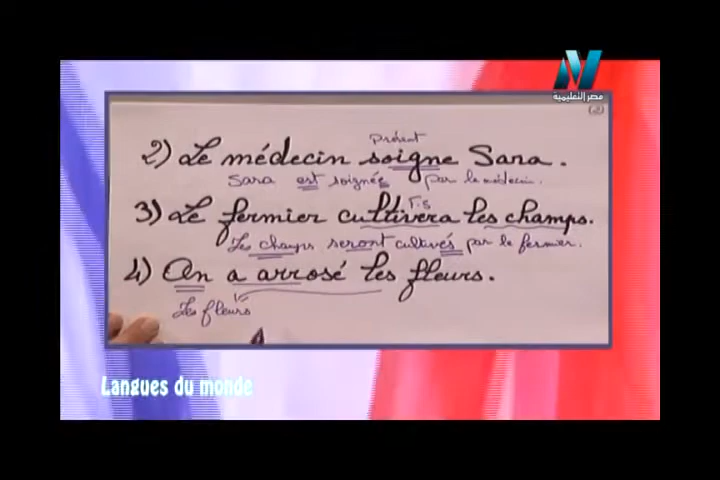 مصر التعليمية
présent
2) Le médecin soigne Sara.
Sara est soignée par le médecin.
F.S
3) Le fermier cultivera les champs.
Les champs seront cultivés par le fermier.
4) On a arrosé les fleurs.
Les fleurs
Langues du monde